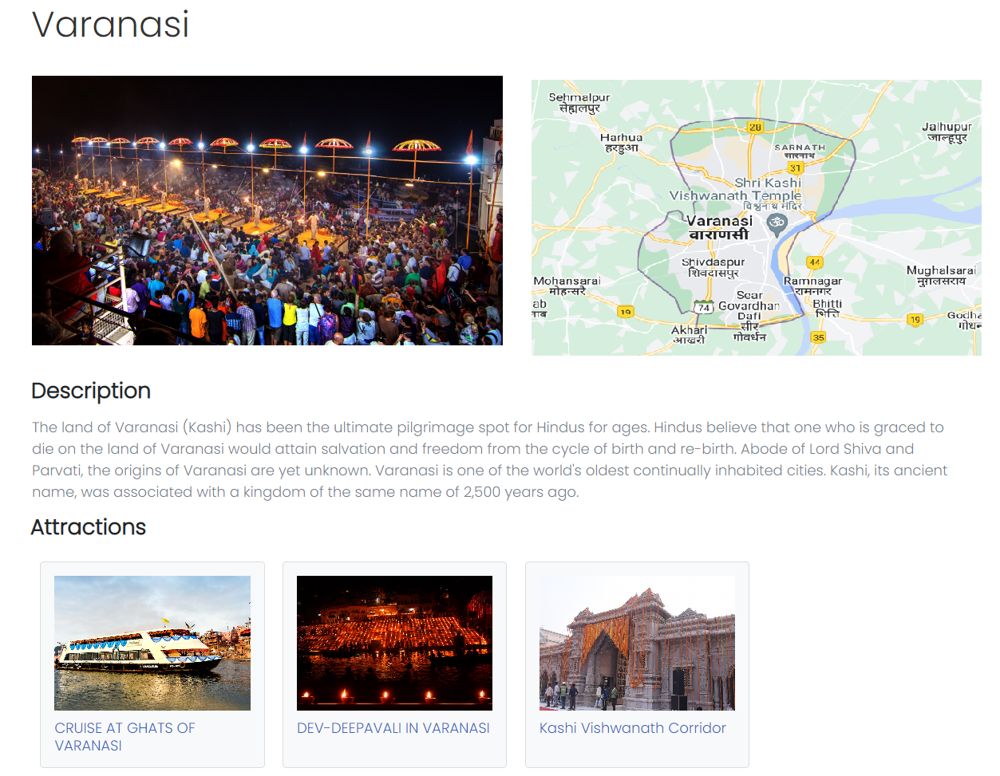 Varanasi
Sehmalpur
सेहमलपुर
Harhua
हरहुआ
28
Jalhupur
जाल्हूपुर
SARNATH
सारनाथ
31
Shri Kashi
Vishwanath Temple
विश्वनाथ मंदिर
Varanasi
वाराणसी
Shivdaspur
शिवदासपुर
44
Mughalsarai
मुग़लसराय
Mohansarai
मोहनसरै
Ramnagar
रामनगर
ab
नाब
19
74
Sear
Govardhan
Dafi
सीर
गोवर्धन
Bhitti
भित्ति
19
Godha
गोधन
Akhari
आखरी
35
Description
The land of Varanasi (Kashi) has been the ultimate pilgrimage spot for Hindus for ages. Hindus believe that one who is graced to
die on the land of Varanasi would attain salvation and freedom from the cycle of birth and re-birth. Abode of Lord Shiva and
Parvati, the origins of Varanasi are yet unknown. Varanasi is one of the world's oldest continually inhabited cities. Kashi, its ancient
name, was associated with a kingdom of the same name of 2,500 years ago.
Attractions
CRUISE AT GHATS OF
VARANASI
DEV-DEEPAVALI IN VARANASI
Kashi Vishwanath Corridor